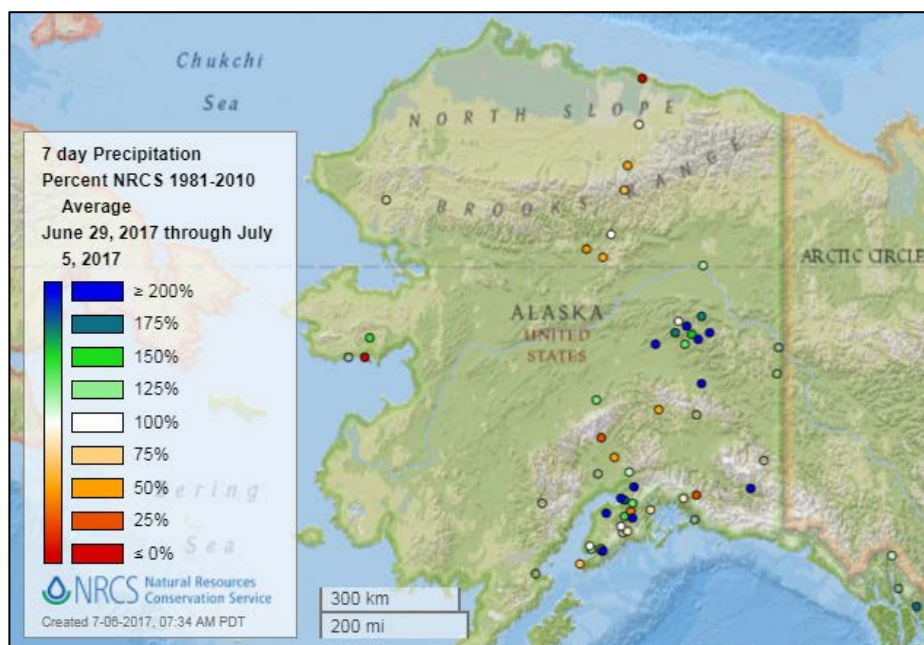 Chukchi
Sea
NORTH SLOPE
BROOKS RANGE
ARCTIC CIRCLE
ALASKA
UNITED
STATES
Bering
Sea
7 day Precipitation
Percent NRCS 1981-2010
Average
June 29, 2017 through July
5, 2017
≥ 200%
175%
150%
125%
100%
75%
50%
25%
≤ 0%
NRCS Natural Resources
Conservation Service
Created 7-06-2017, 07:34 AM PDT
300 km
200 mi